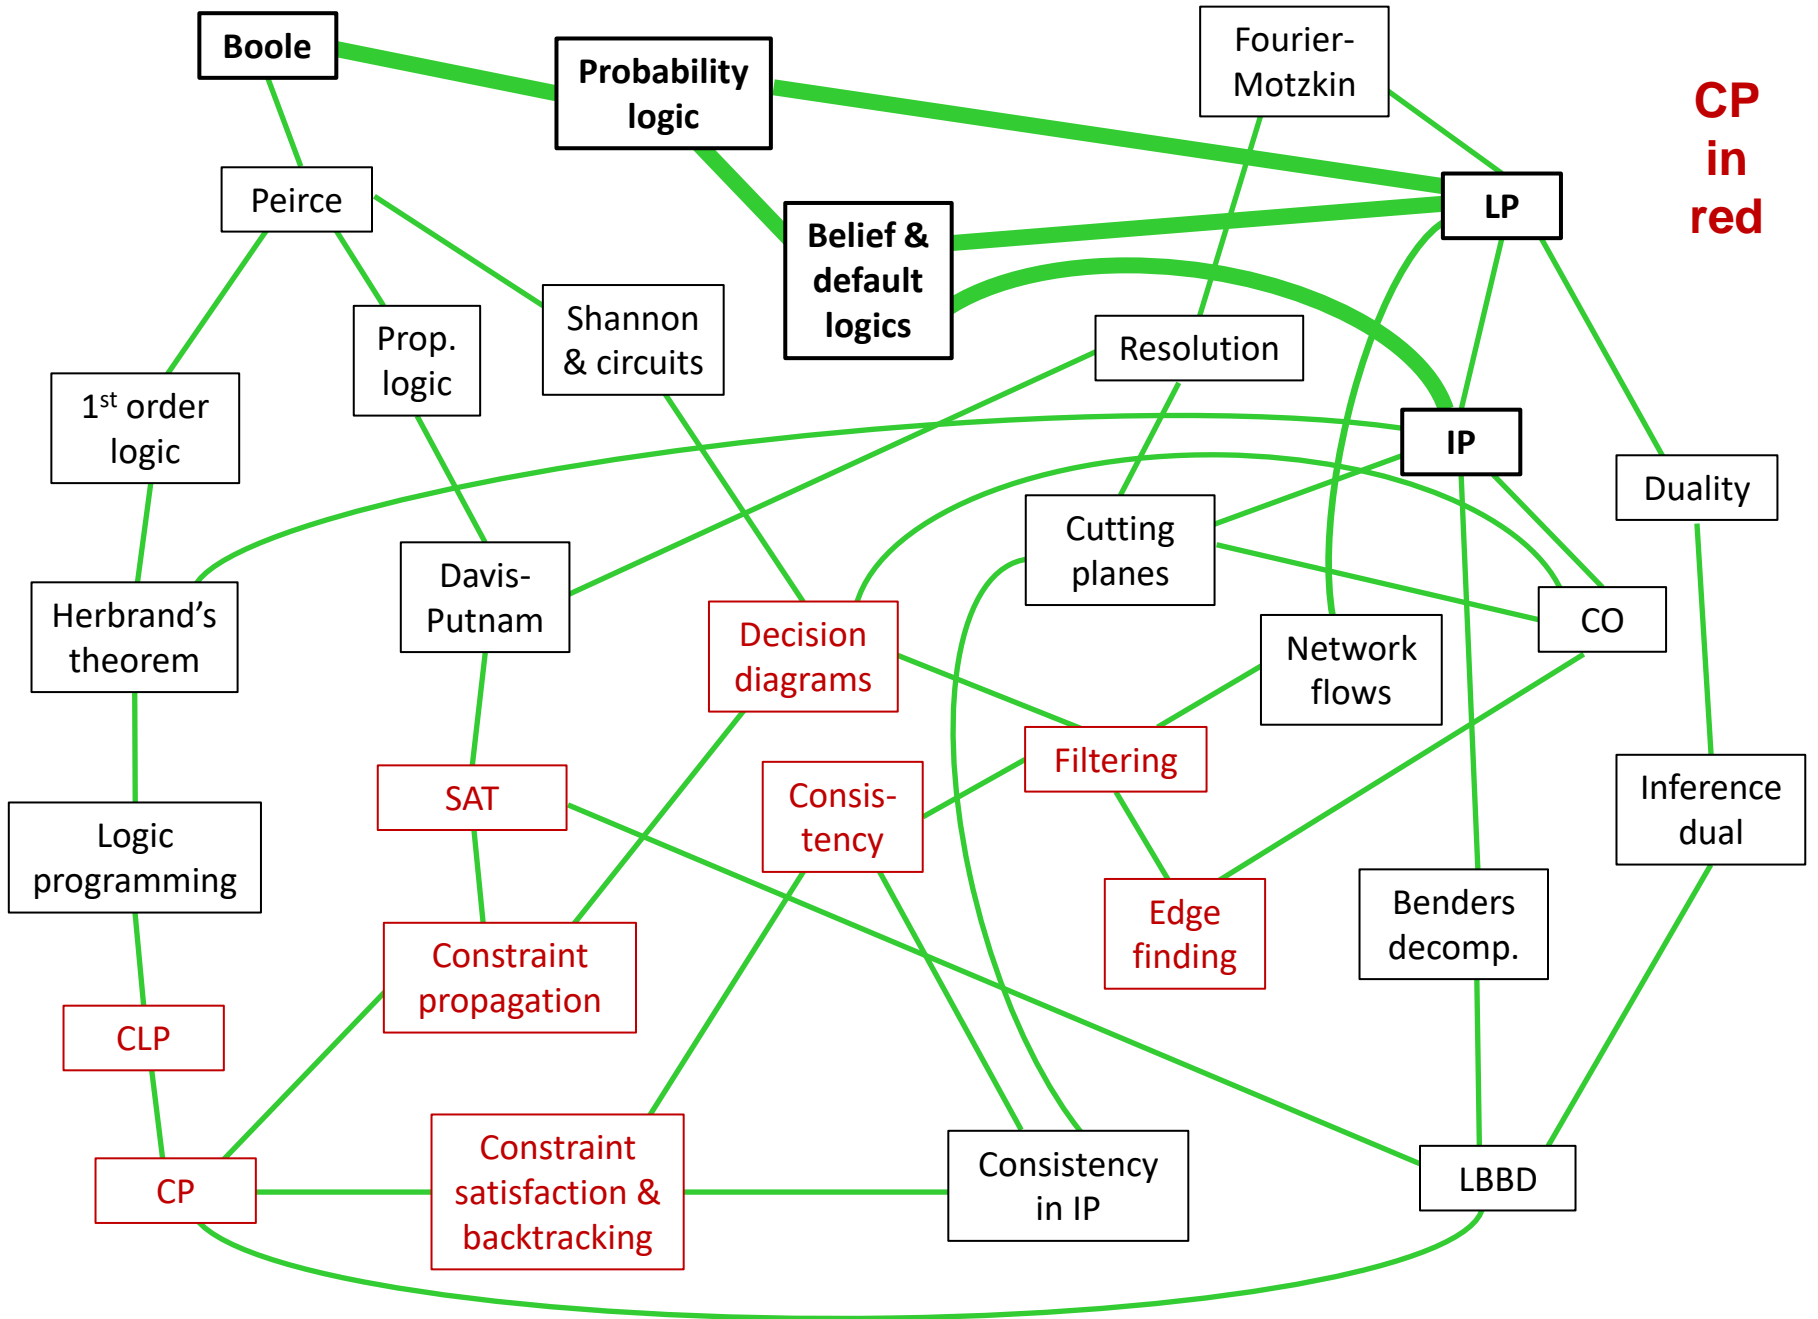 Boole
Probability
logic
Fourier-
Motzkin
CP
in
red
Peirce
LP
Belief &
default
logics
Shannon
& circuits
Prop.
logic
Resolution
1st order
logic
IP
Duality
Cutting
planes
Davis-
Putnam
Herbrand's
theorem
Decision
diagrams
CO
Network
flows
Filtering
SAT
Consis-
tency
Inference
dual
Logic
programming
Edge
finding
Benders
decomp.
Constraint
propagation
CLP
CP
Constraint
satisfaction &
backtracking
Consistency
in IP
LBBD